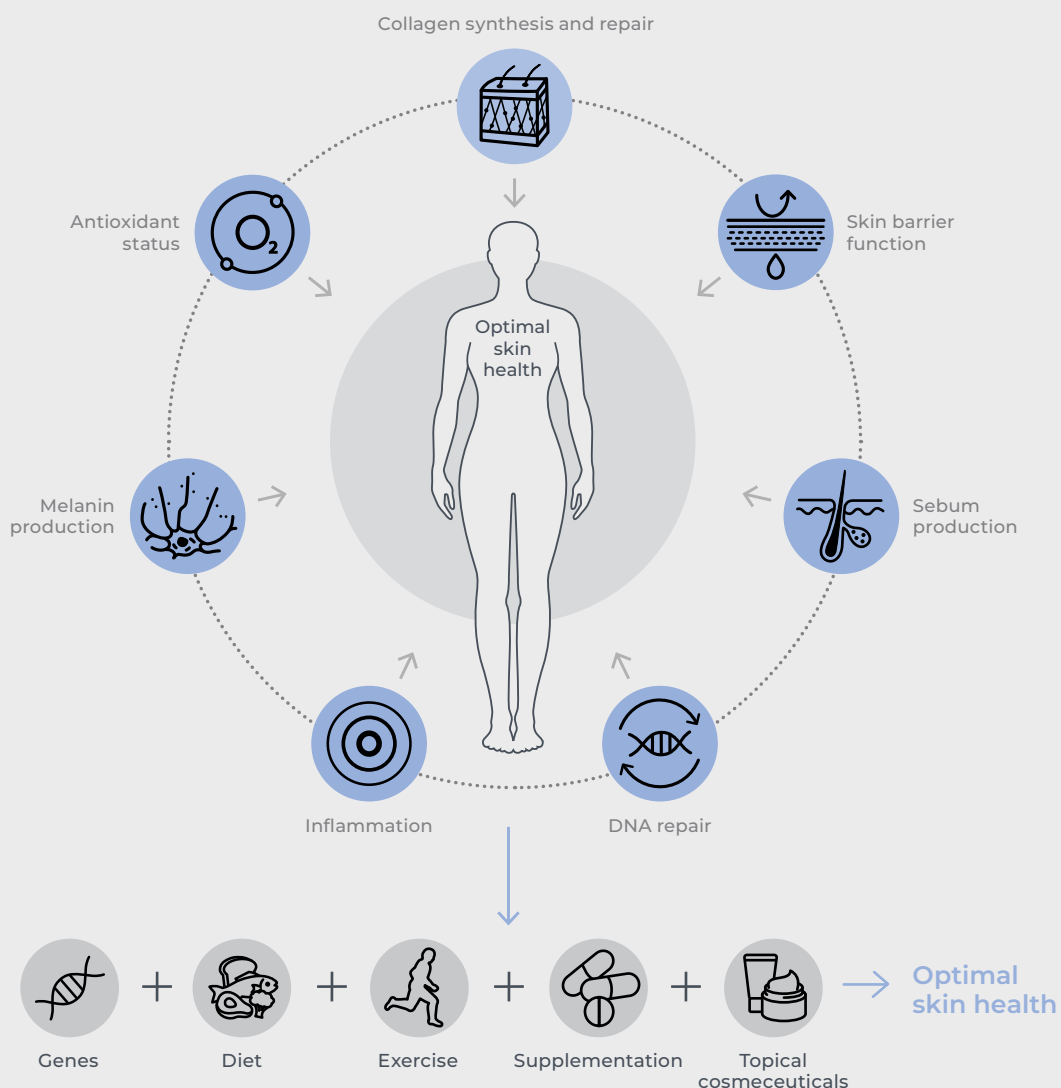 Collagen synthesis and repair
Antioxidant
status
O2
Skin barrier
function
Optimal
skin
health
Melanin
production
Sebum
production
Inflammation
DNA repair
+
+
+
+
Optimal
skin health
Genes
Diet
Exercise
Supplementation
Topical
cosmeceuticals